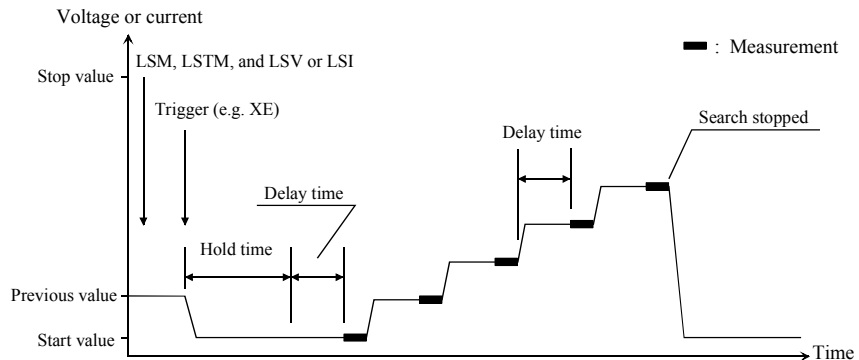 Voltage or current
LSM, LSTM, and LSV or LSI
: Measurement
Stop value
Trigger (e.g. XE)
Search stopped
Delay time
Delay time
Hold time
Previous value
Start value
Time